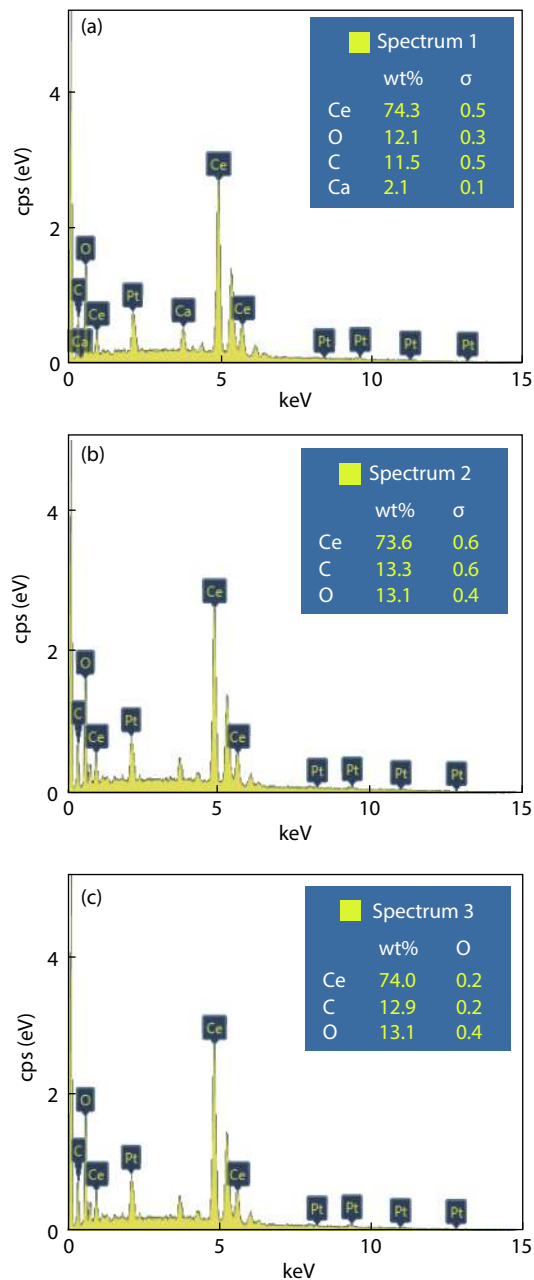 (a)
Spectrum 1
wt% σ
Ce 74.3 0.5
O 12.1 0.3
C 11.5 0.5
Ca 2.1 0.1
cps (eV)
4
2
0
Ce
O
C
Pt
Ca
Ce
Ce
Ca
Pt Pt Pt Pt
0 5 10 15
keV
(b)
Spectrum 2
wt% σ
Ce 73.6 0.6
C 13.3 0.6
O 13.1 0.4
cps (eV)
4
2
0
Ce
O
C
Pt
Ce
Ce
Pt Pt Pt Pt
0 5 10 15
keV
(c)
Spectrum 3
wt% O
Ce 74.0 0.2
C 12.9 0.2
O 13.1 0.4
cps (eV)
4
2
0
Ce
O
C
Pt
Ce
Ce
Pt Pt Pt Pt
0 5 10 15
keV